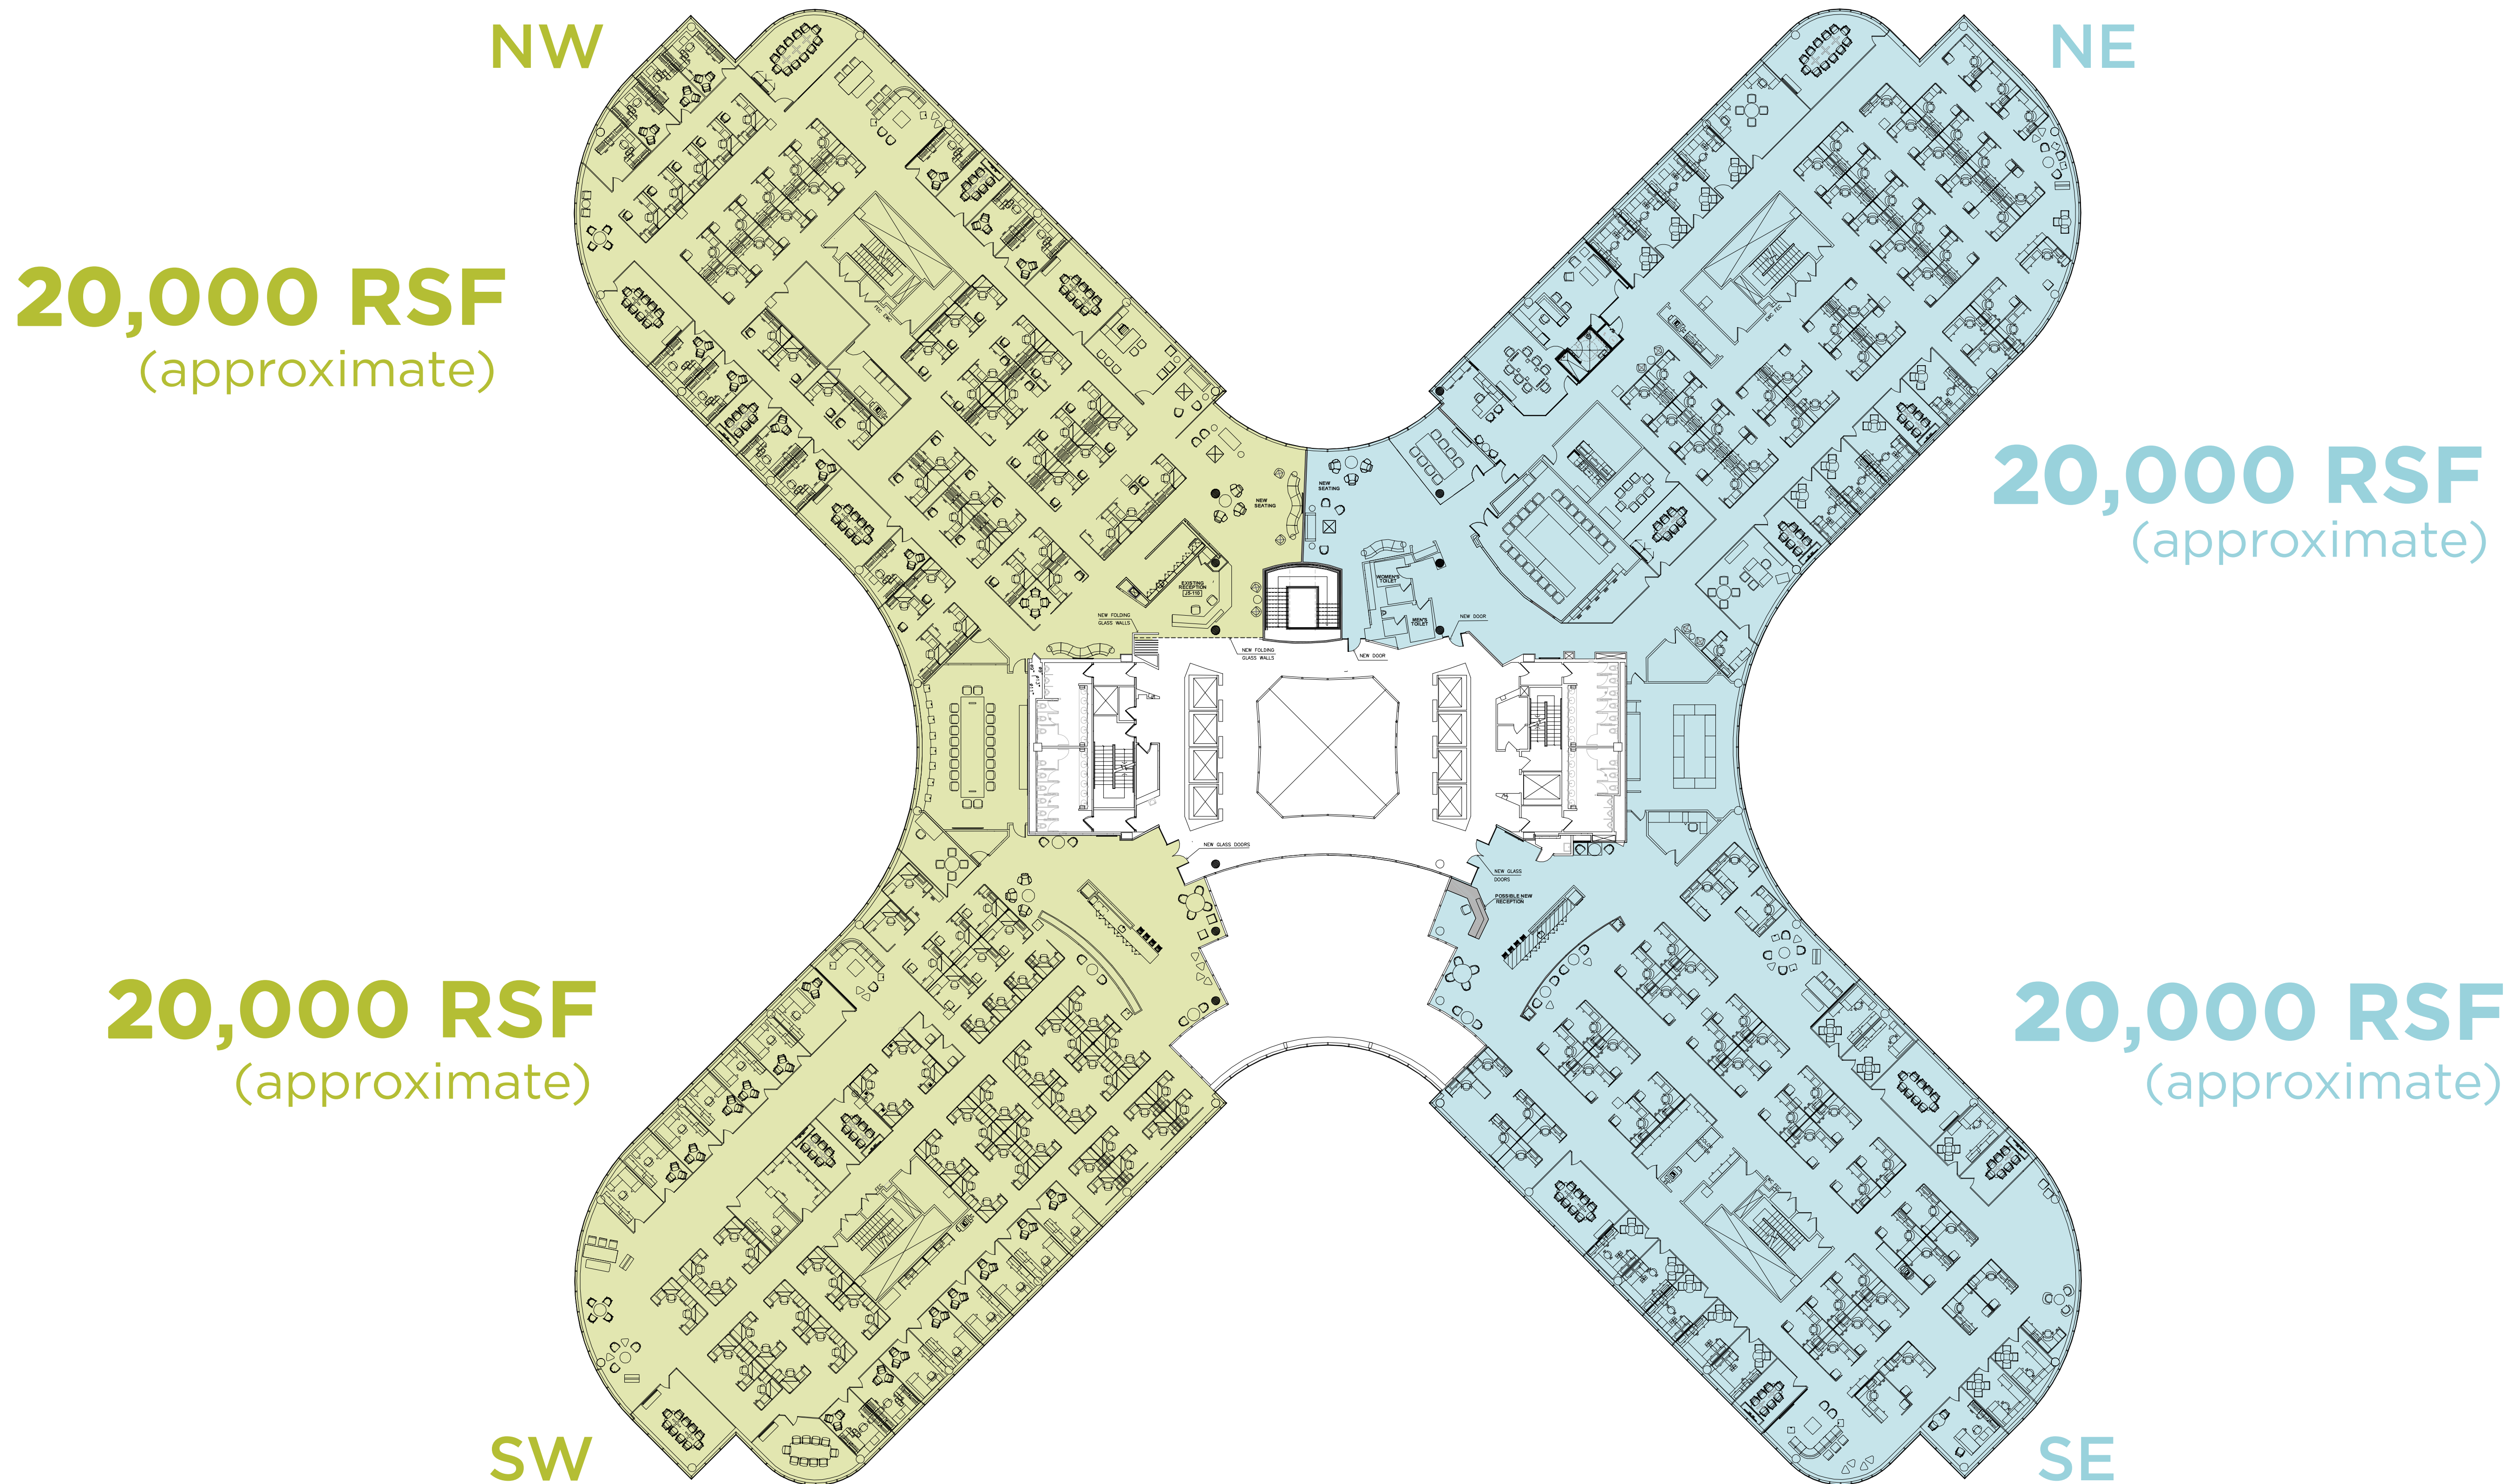 NW
NE
20,000 RSF
(approximate)
20,000 RSF
(approximate)
NEW
SEATING
NEW
SEATING
EXISTING
RECEPTION
J5-110
WOMEN'S
TOILET
MEN'S
TOILET
NEW FOLDING
GLASS WALLS
NEW DOOR
NEW FOLDING
GLASS WALLS
NEW DOOR
NEW GLASS DOORS
NEW GLASS
DOORS
POSSIBLE NEW
RECEPTION
20,000 RSF
(approximate)
20,000 RSF
(approximate)
SW
SE